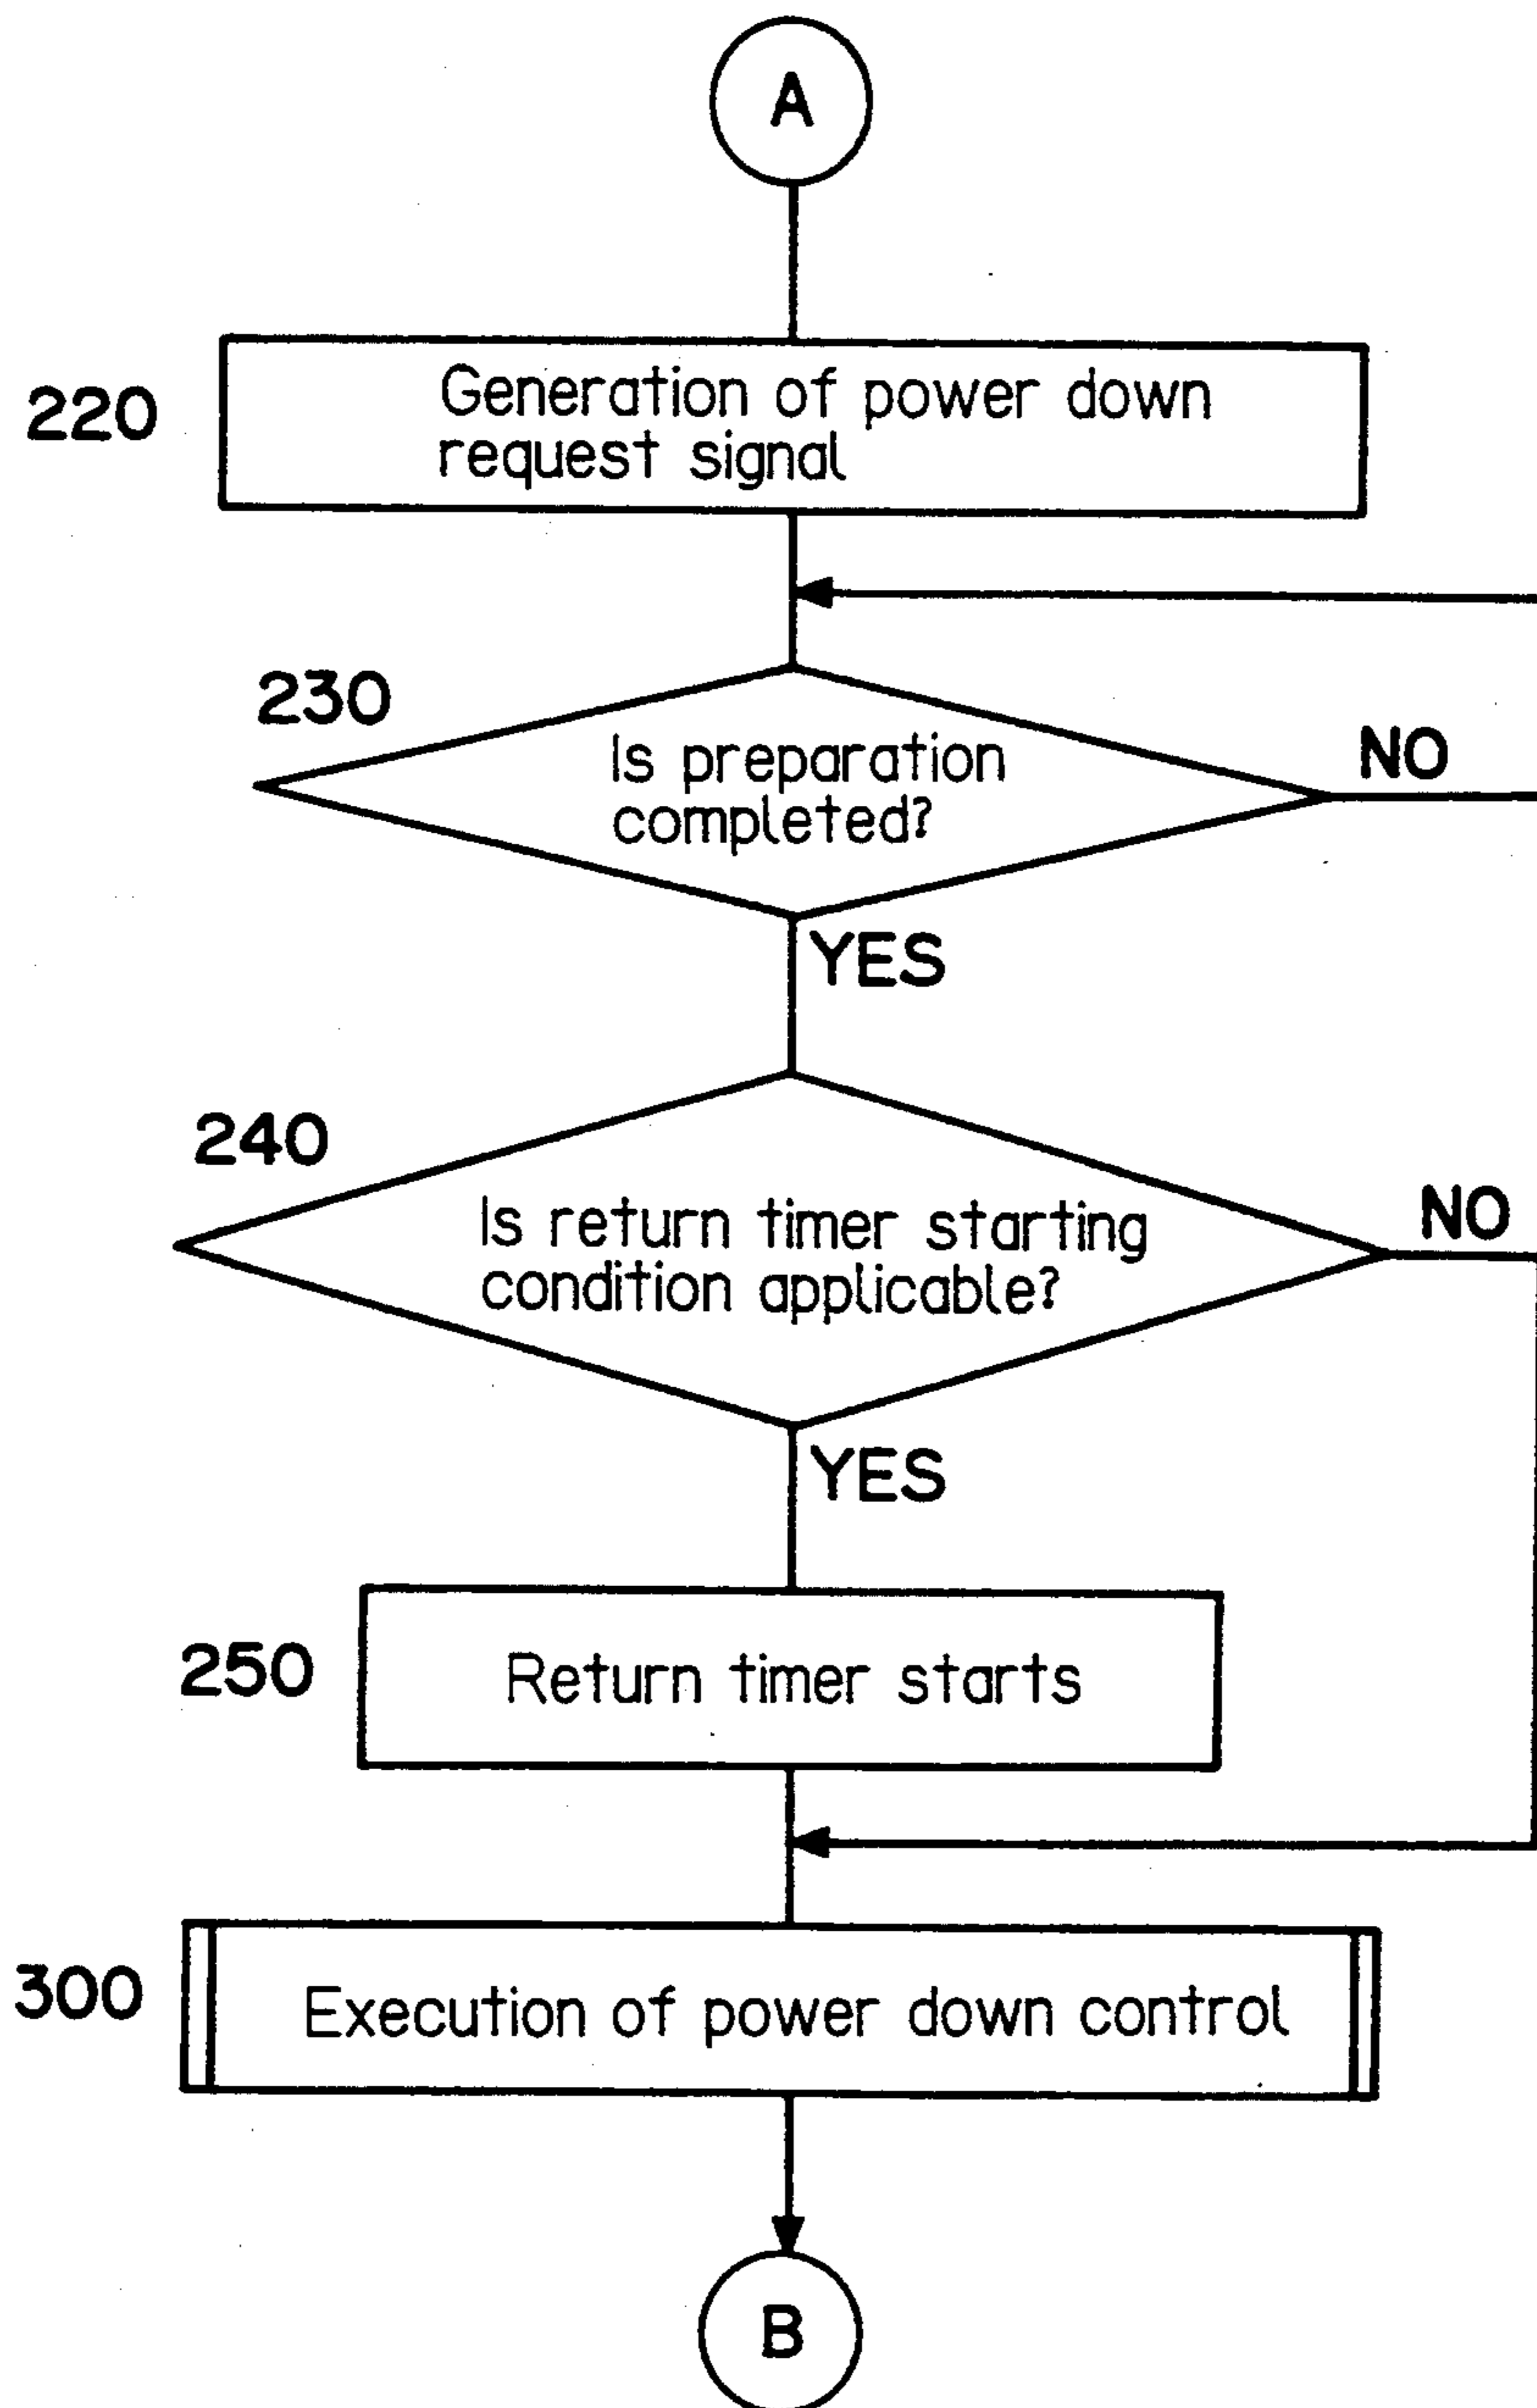 A
220
Generation of power down
request signal
230
Is preparation
completed?
NO
YES
240
Is return timer starting
condition applicable?
NO
YES
250
Return timer starts
300
Execution of power down control
B